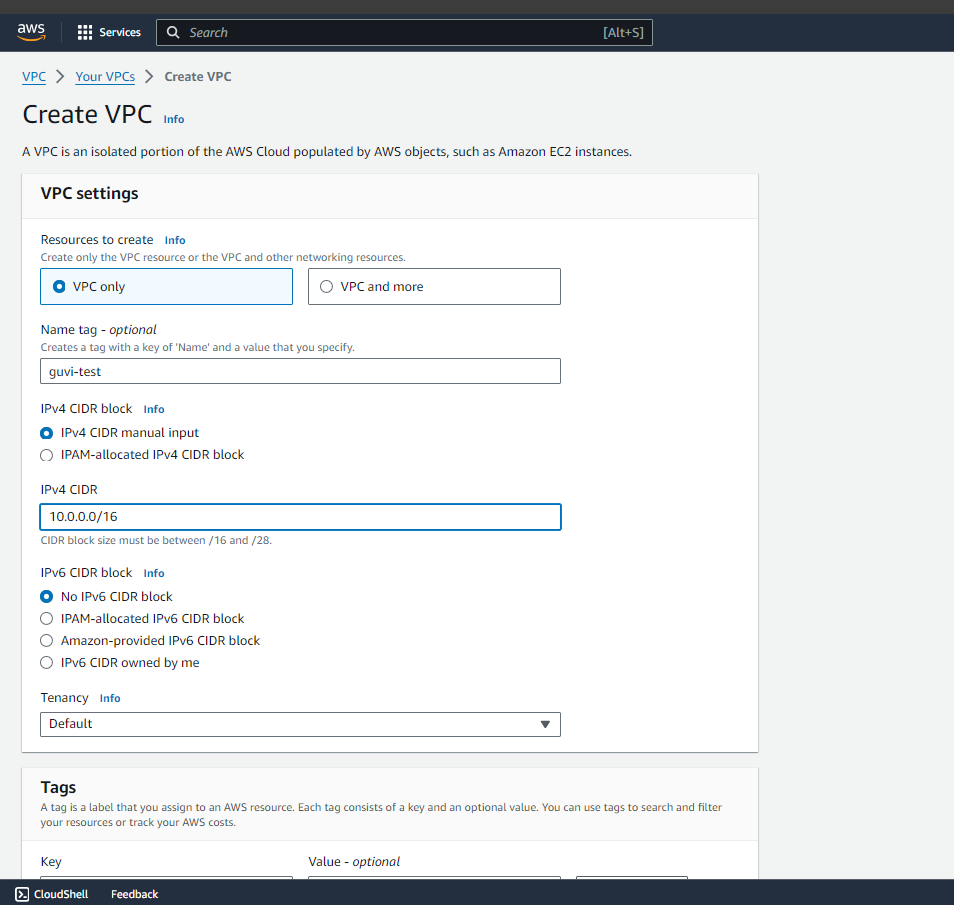 aws Services Search [Alt+S]
VPC > Your VPCs > Create VPC
Create VPC Info
A VPC is an isolated portion of the AWS Cloud populated by AWS objects, such as Amazon EC2 instances.
VPC settings
Resources to create Info
Create only the VPC resource or the VPC and other networking resources.
VPC only VPC and more
Name tag - optional
Creates a tag with a key of 'Name' and a value that you specify.
guvi-test
IPv4 CIDR block Info
IPv4 CIDR manual input
IPAM-allocated IPv4 CIDR block
IPv4 CIDR
10.0.0.0/16
CIDR block size must be between /16 and /28.
IPv6 CIDR block Info
No IPv6 CIDR block
IPAM-allocated IPv6 CIDR block
Amazon-provided IPv6 CIDR block
IPv6 CIDR owned by me
Tenancy Info
Default
Tags
A tag is a label that you assign to an AWS resource. Each tag consists of a key and an optional value. You can use tags to search and filter
your resources or track your AWS costs.
Key Value - optional
CloudShell Feedback